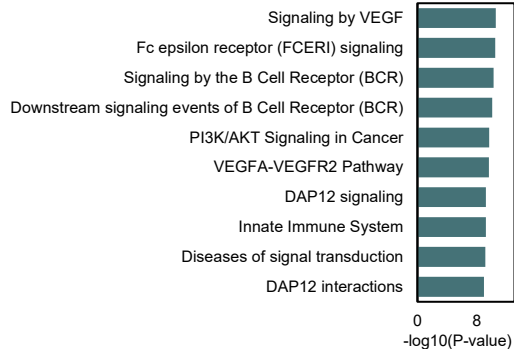 Signaling by VEGF
Fc epsilon receptor (FCERI) signaling
Signaling by the B Cell Receptor (BCR)
Downstream signaling events of B Cell Receptor (BCR)
PI3K/AKT Signaling in Cancer
VEGFA-VEGFR2 Pathway
DAP12 signaling
Innate Immune System
Diseases of signal transduction
DAP12 interactions
0 8
-log10(P-value)